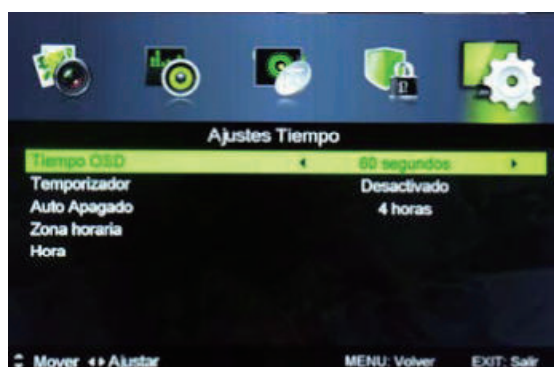 Ajustes Tiempo
Tiempo OSD 60 segundos
Temporizador Desactivado
Auto Apagado 4 horas
Zona horaria
Hora
Mover Ajustar MENU: Volver EXIT: Salir